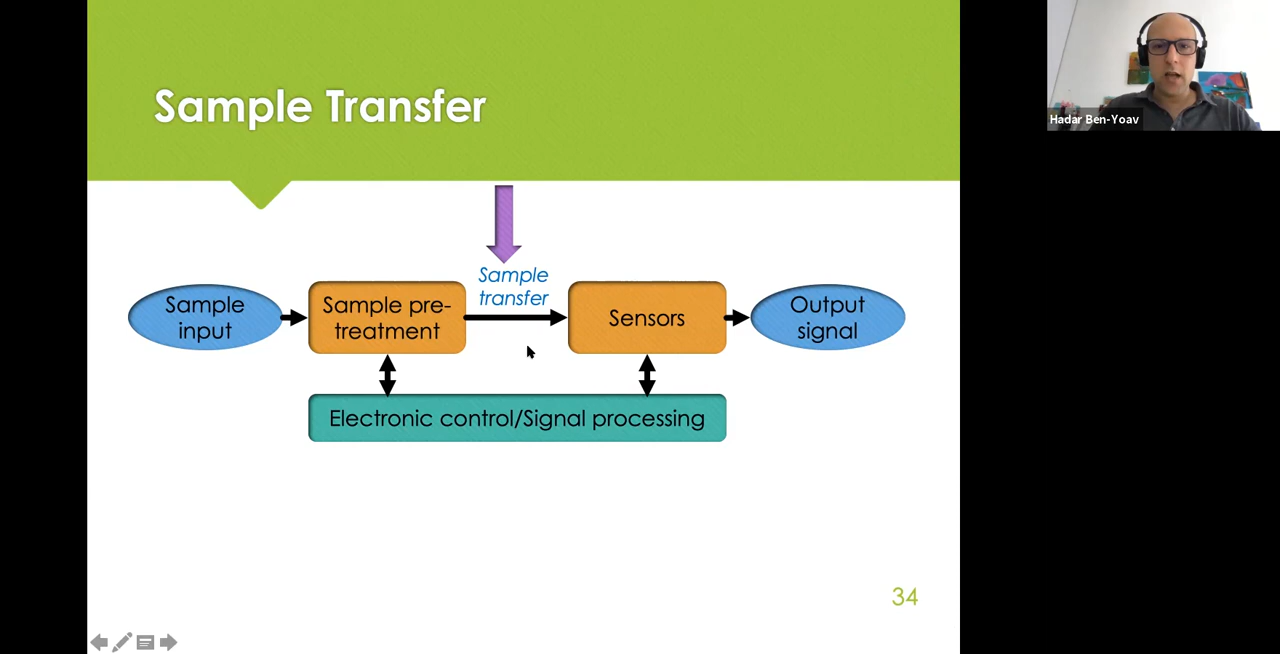 Sample Transfer
Hadar Ben-Yoav
Sample
transfer
Sample
input
Sample pre-
treatment
Sensors
Output
signal
Electronic control/Signal processing
34